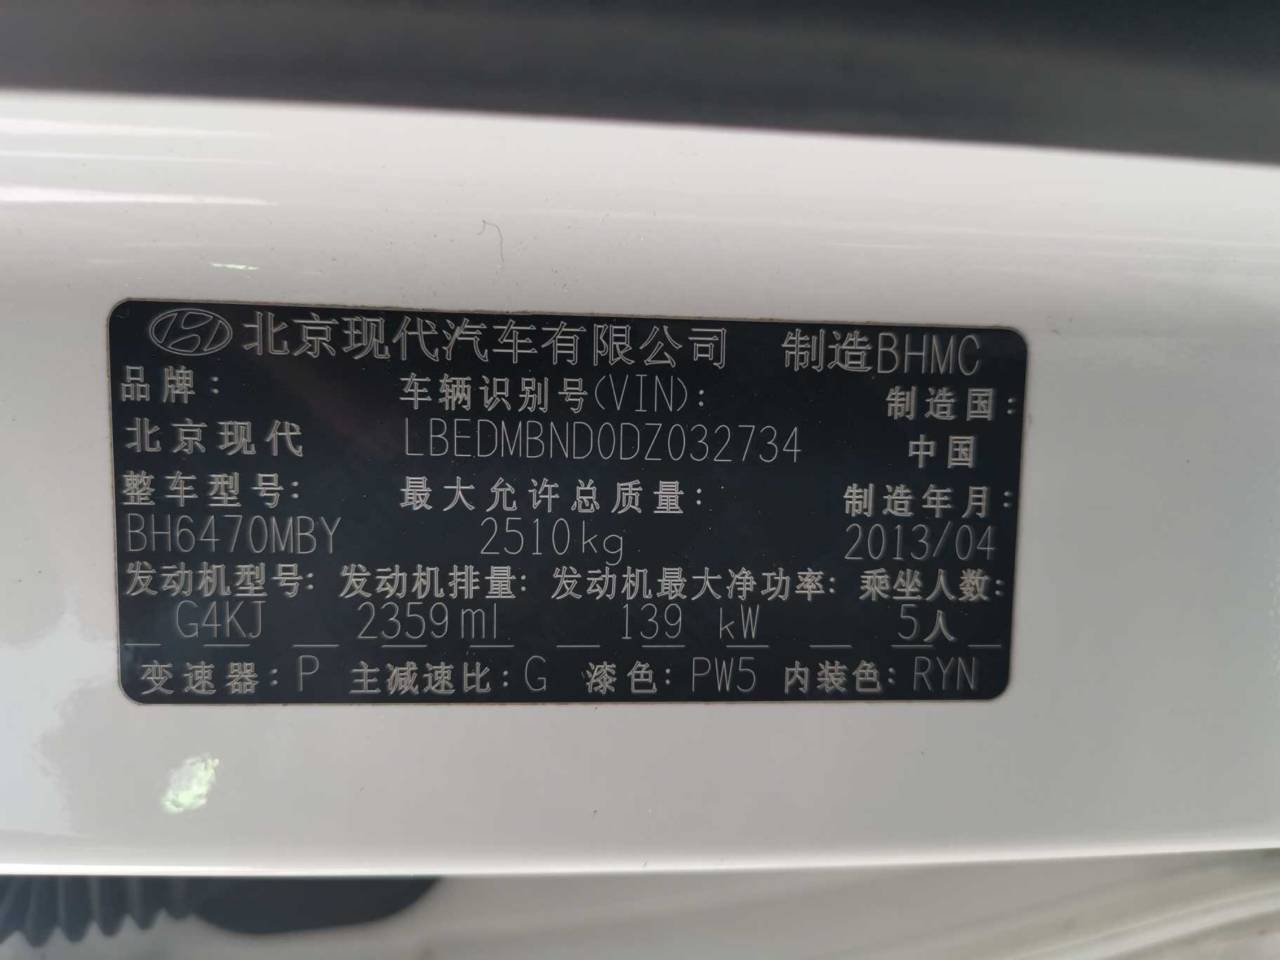 北京现代汽车有限公司 制造BHMC
品牌: 车辆识别号(VIN): 制造国:
北京现代 LBEDMBND0DZ032734 中国
整车型号: 最大允许总质量: 制造年月:
BH6470MBY 2510kg 2013/04
发动机型号: 发动机排量: 发动机最大净功率: 乘坐人数:
G4KJ 2359ml 139 kW 5人
变速器: P 主减速比: G 漆色: PW5 内装色: RYN